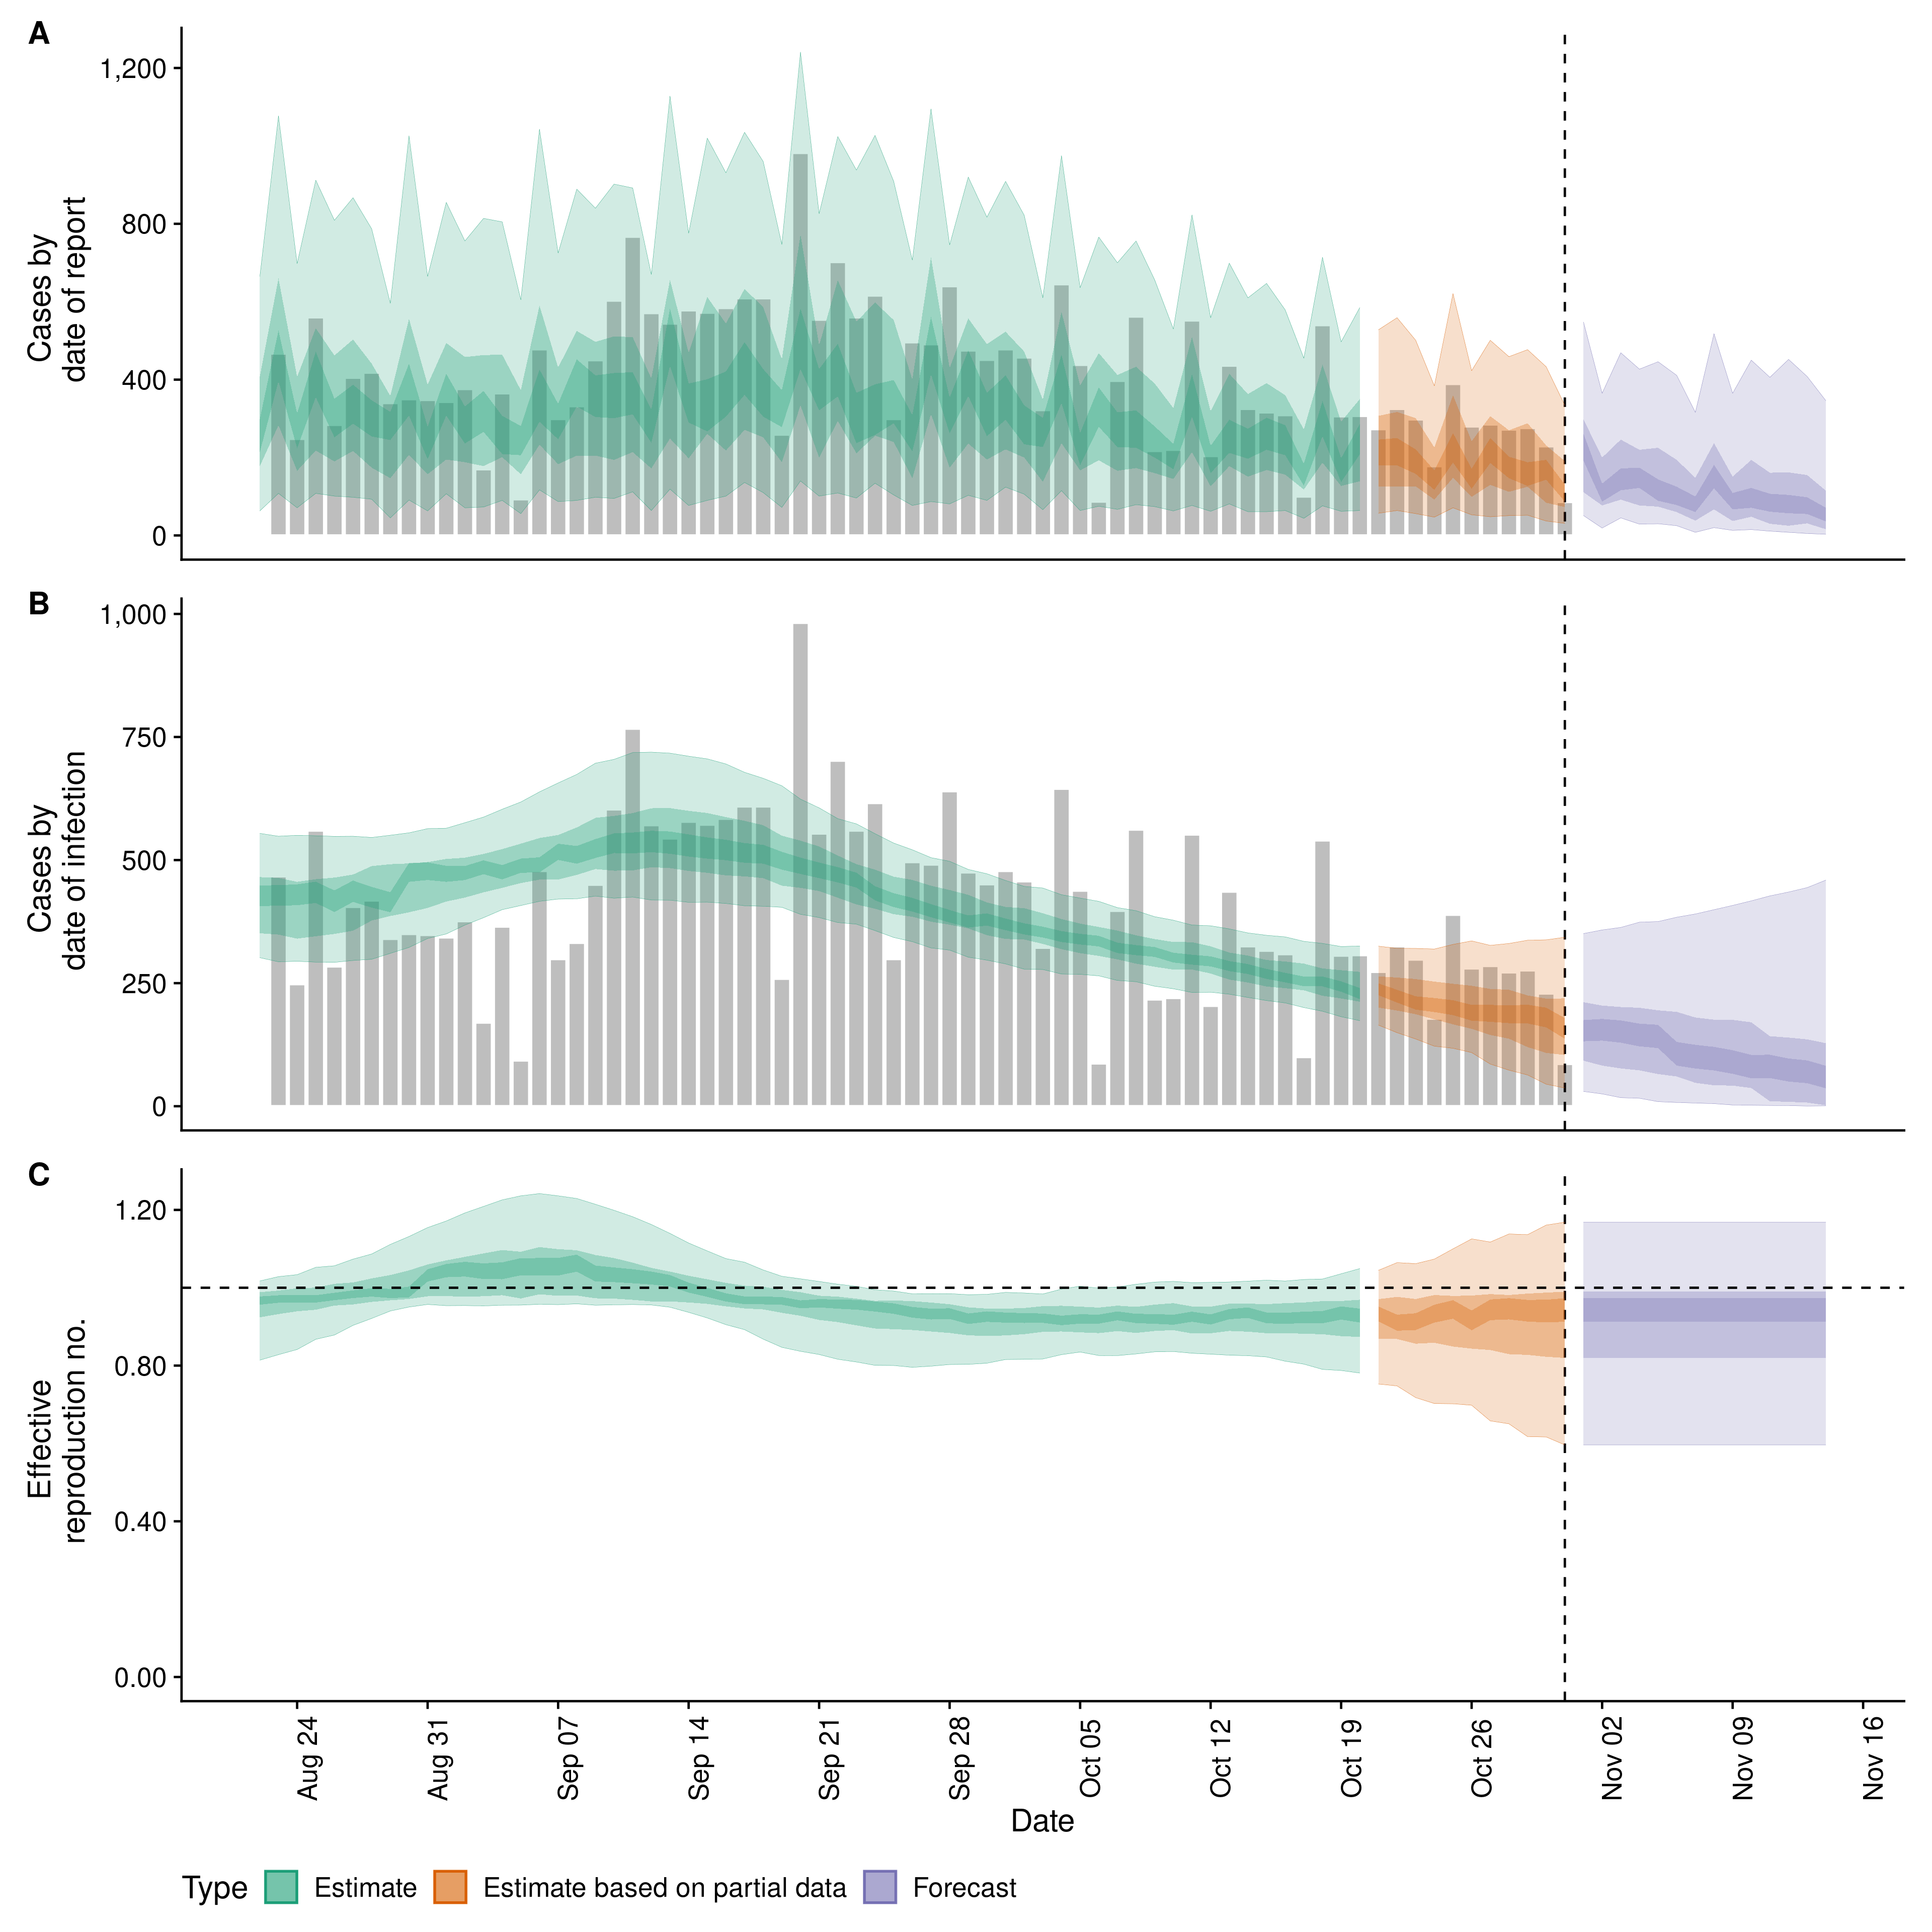 A
1,200
800
400
0
Cases by
date of report
B
1,000
750
500
250
0
Cases by
date of infection
C
1.20
0.80
0.40
0.00
Effective
reproduction no.
Aug 24
Aug 31
Sep 07
Sep 14
Sep 21
Sep 28
Oct 05
Oct 12
Oct 19
Oct 26
Nov 02
Nov 09
Nov 16
Date
Type Estimate Estimate based on partial data Forecast